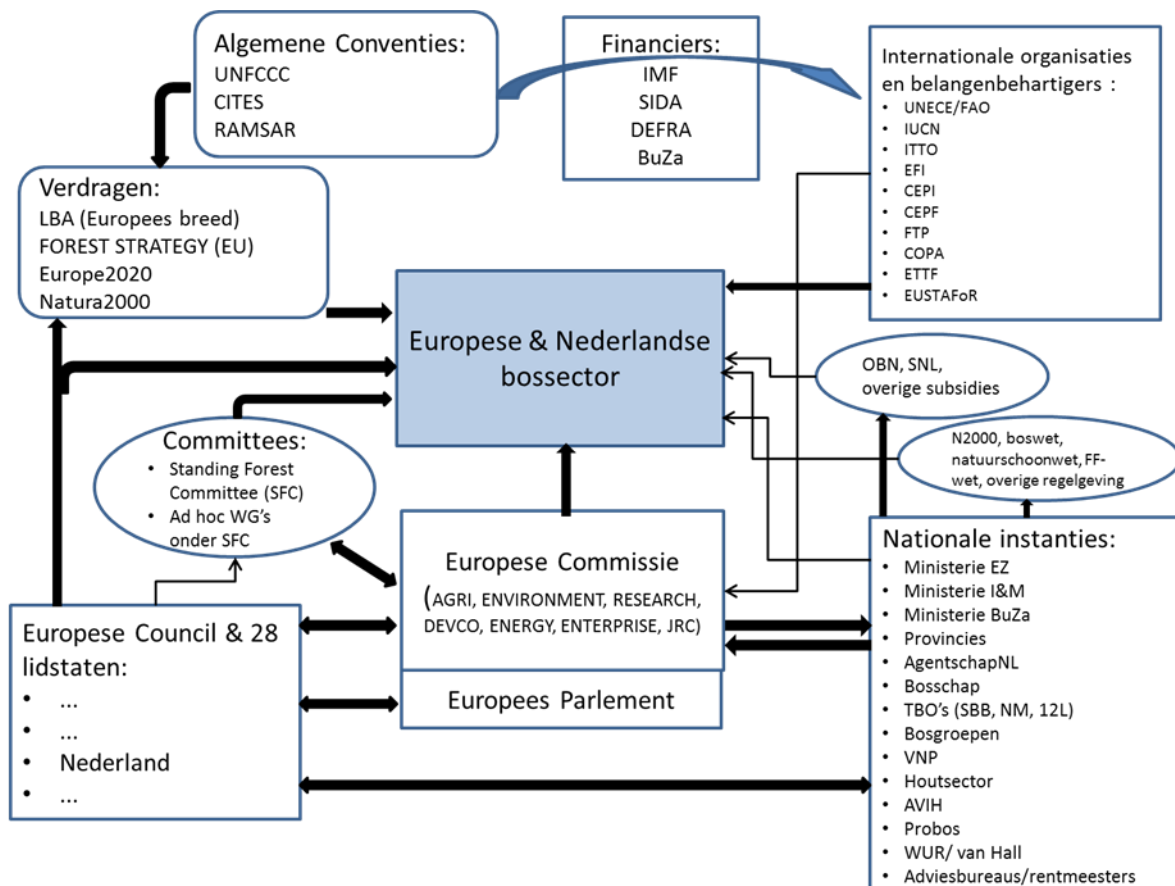 Algemene Conventies:
UNFCCC
CITES
RAMSAR
Financiers:
IMF
SIDA
DEFRA
BuZa
Internationale organisaties
en belangenbehartigers :
• UNECE/FAO
• IUCN
• ITTO
• EFI
• CEPI
• CEPF
• FTP
• COPA
• ETTF
• EUSTAFoR
Verdragen:
LBA (Europees breed)
FOREST STRATEGY (EU)
Europe2020
Natura2000
Europese & Nederlandse
bossector
OBN, SNL,
overige subsidies
N2000, boswet,
natuurschoonwet, FF-
wet, overige regelgeving
Committees:
• Standing Forest
Committee (SFC)
• Ad hoc WG's
onder SFC
Europese Commissie
(AGRI, ENVIRONMENT, RESEARCH,
DEVCO, ENERGY, ENTERPRISE, JRC)
Europees Parlement
Europese Council & 28
lidstaten:
• ...
• ...
• Nederland
• ...
Nationale instanties:
• Ministerie EZ
• Ministerie I&M
• Ministerie BuZa
• Provincies
• AgentschapNL
• Bosschap
• TBO's (SBB, NM, 12L)
• Bosgroepen
• VNP
• Houtsector
• AVIH
• Probos
• WUR/ van Hall
• Adviesbureaus/rentmeesters